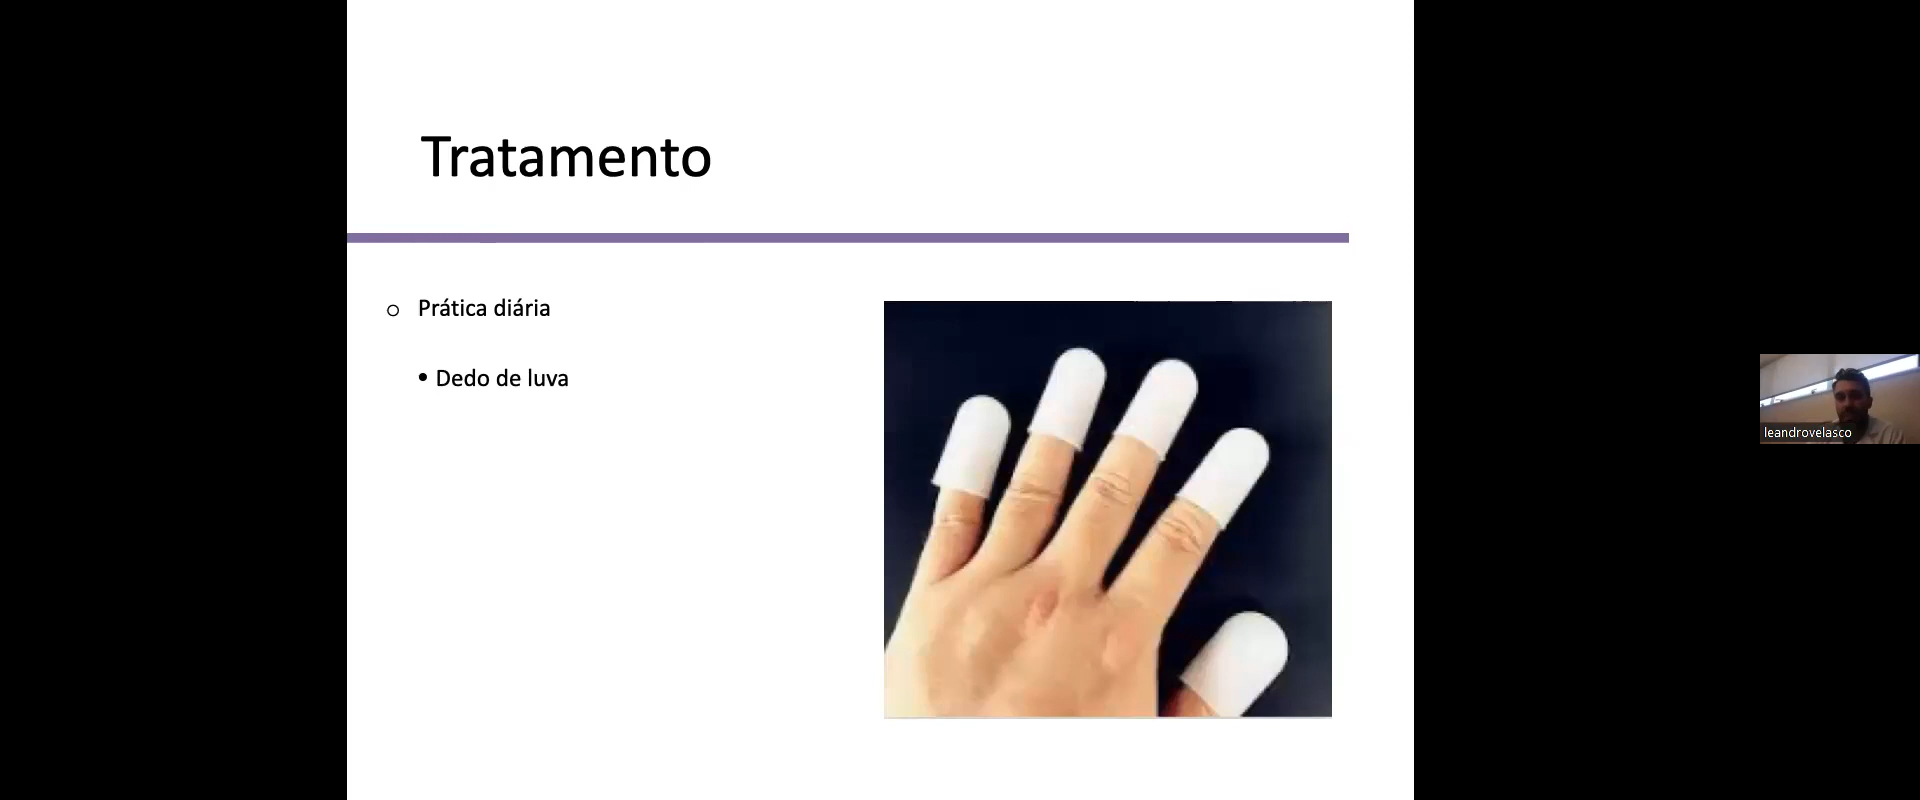 Tratamento
Prática diária
Dedo de luva
leandrovelasco